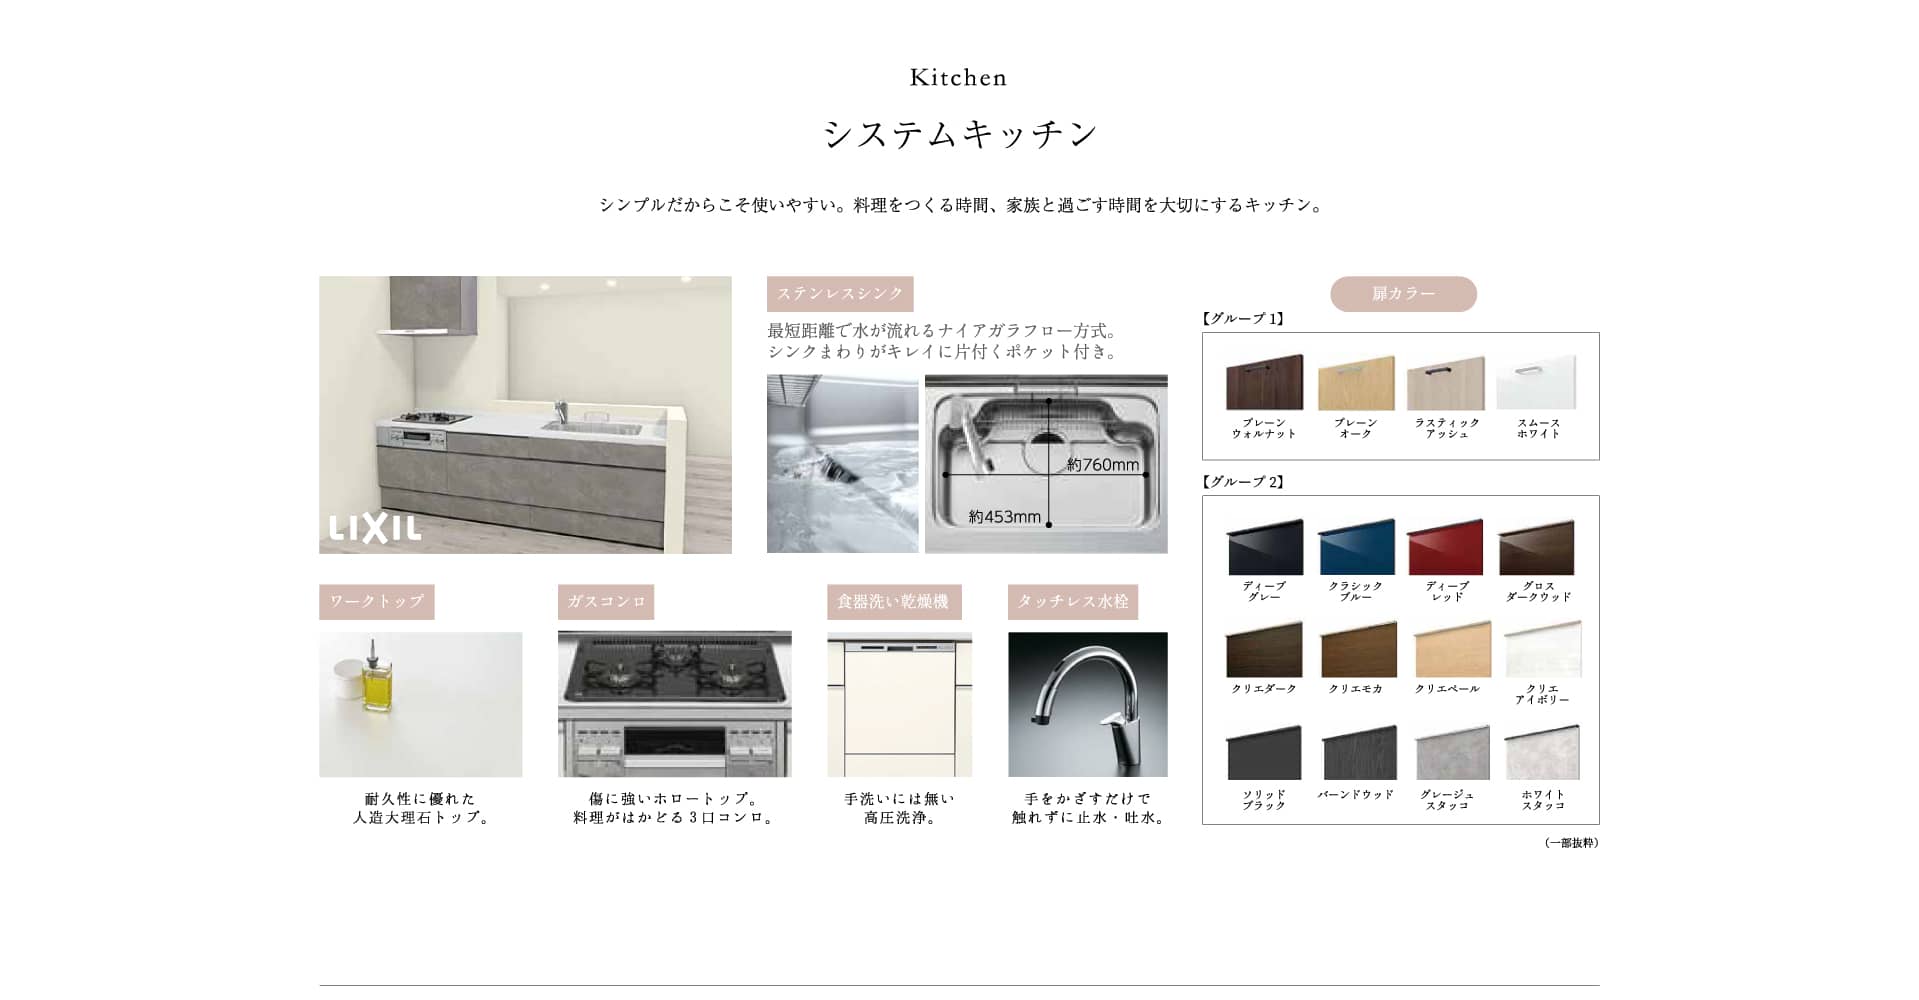 Kitchen
システムキッチン
シンプルだからこそ使いやすい。料理をつくる時間、家族と過ごす時間を大切にするキッチン。
LIXIL
ステンレスシンク
最短距離で水が流れるナイアガラフロー方式。
シンクまわりがキレイに片付くポケット付き。
約760mm
約453mm
ワークトップ
耐久性に優れた
人造大理石トップ。
ガスコンロ
傷に強いホロートップ。
料理がはかどる3口コンロ。
食器洗い乾燥機
手洗いには無い
高圧洗浄。
タッチレス水栓
手をかざすだけで
触れずに止水・吐水。
扉カラー
【グループ1】
プレーン
ウォルナット
プレーン
オーク
ラスティック
アッシュ
スムース
ホワイト
【グループ2】
ディープ
グレー
クラシック
ブルー
ディープ
レッド
グロス
ダークウッド
クリエダーク
クリエモカ
クリエペール
クリエ
アイボリー
ソリッド
ブラック
バーンドウッド
グレージュ
スタッコ
ホワイト
スタッコ
(一部抜粋)